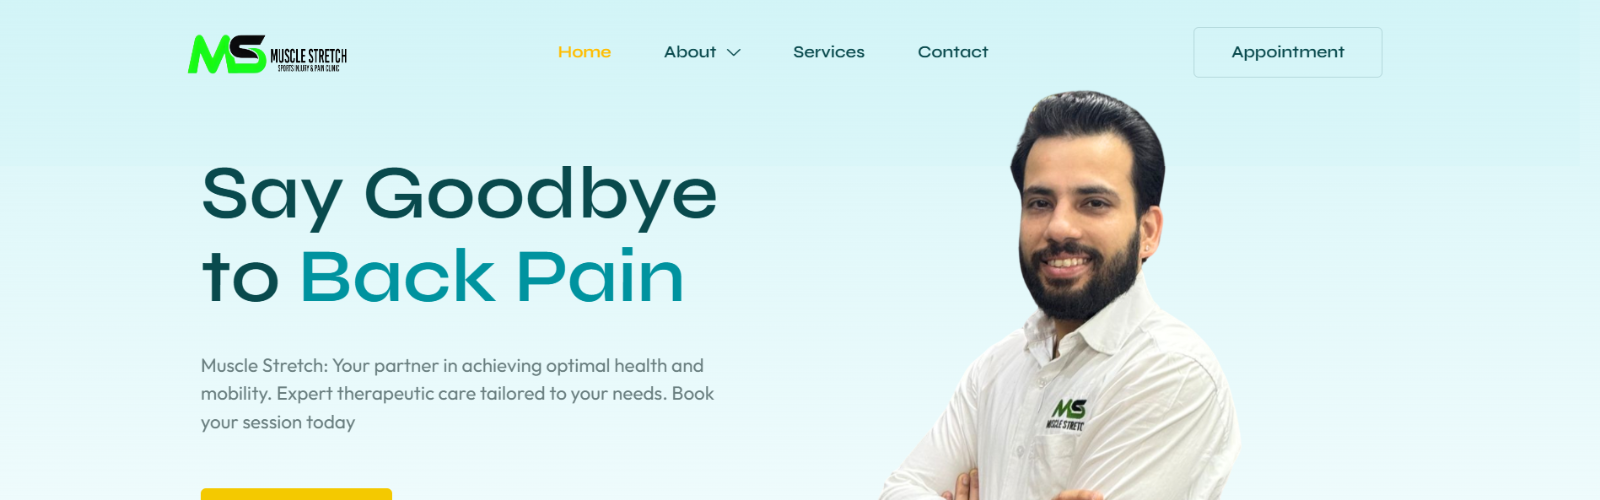 MS MUSCLE STRETCH
SPORTS INJURY & PAIN CLINIC
Home About Services Contact Appointment
Say Goodbye
to Back Pain
Muscle Stretch: Your partner in achieving optimal health and
mobility. Expert therapeutic care tailored to your needs. Book
your session today
MS
MUSCLE STRETC